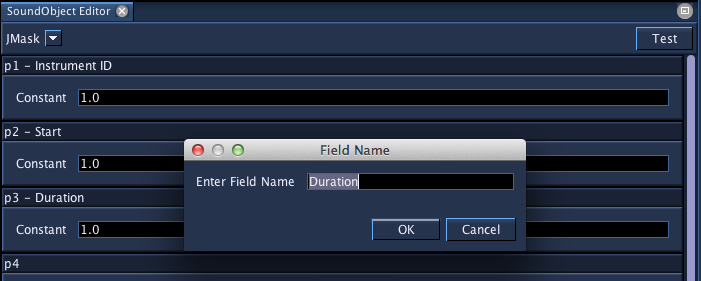 SoundObject Editor
JMask
Test
p1 - Instrument ID
Constant 1.0
p2 - Start
Constant 1.0
p3 - Duration
Constant 1.0
p4
Field Name
Enter Field Name Duration
OK Cancel